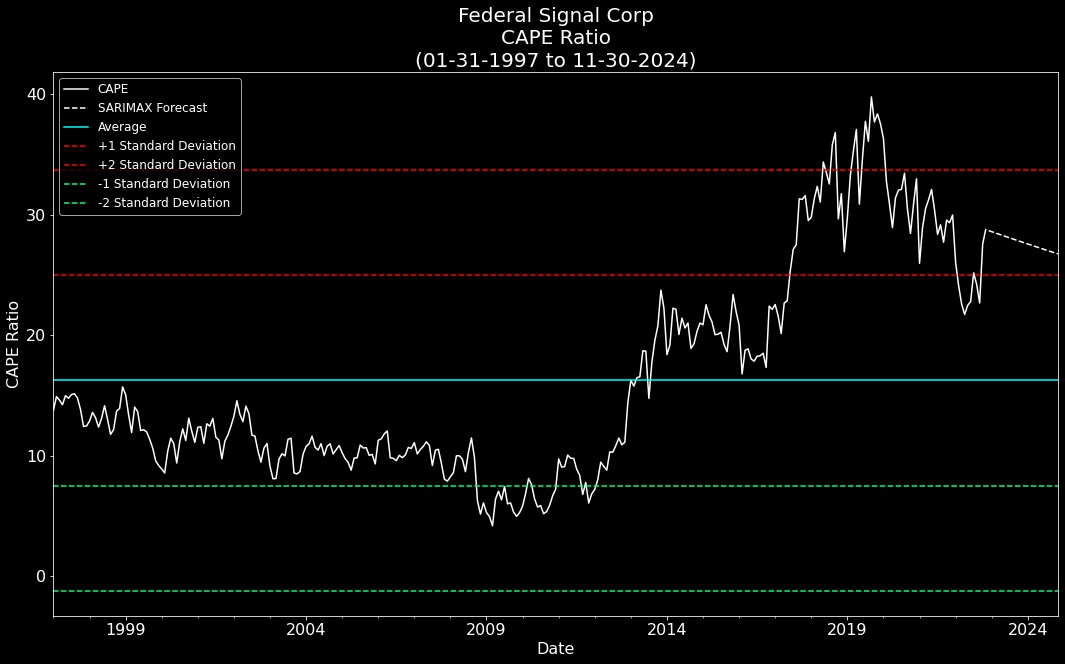 Federal Signal Corp
CAPE Ratio
(01-31-1997 to 11-30-2024)
CAPE
SARIMAX Forecast
Average
+1 Standard Deviation
+2 Standard Deviation
-1 Standard Deviation
-2 Standard Deviation
40
30
20
10
0
CAPE Ratio
1999 2004 2009 2014 2019 2024
Date